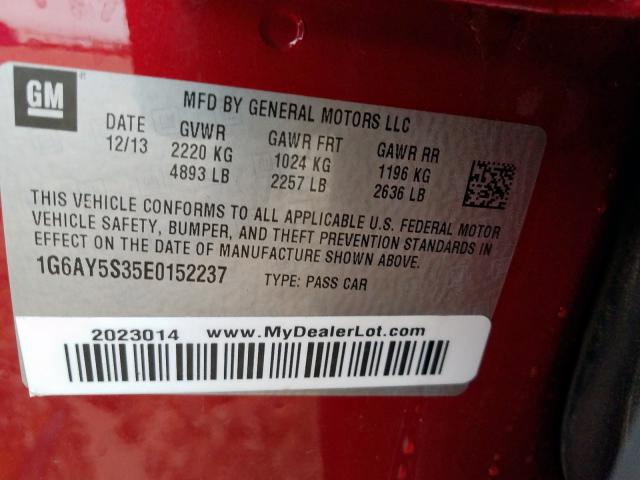 GM
MFD BY GENERAL MOTORS LLC
DATE GVWR GAWR FRT GAWR RR
12/13 2220 KG 1024 KG 1196 KG
4893 LB 2257 LB 2636 LB
THIS VEHICLE CONFORMS TO ALL APPLICABLE U.S. FEDERAL MOTOR
VEHICLE SAFETY, BUMPER, AND THEFT PREVENTION STANDARDS IN
EFFECT ON THE DATE OF MANUFACTURE SHOWN ABOVE.
1G6AY5S35E0152237 TYPE: PASS CAR
2023014 www.MyDealerLot.com